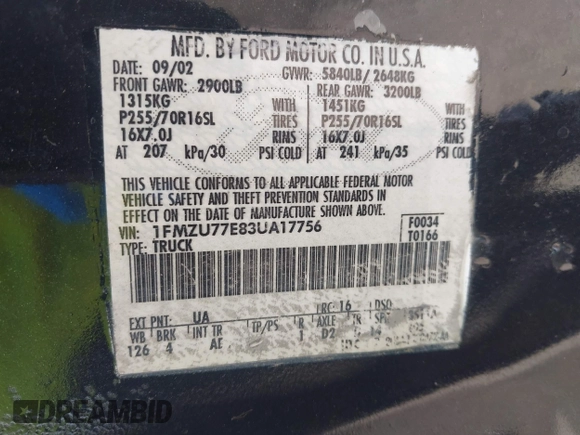 MFD. BY FORD MOTOR CO. IN U.S.A.
DATE: 09/02 GVWR: 5840LB/2648KG
FRONT GAWR: 2900LB REAR GAWR: 3200LB
1315KG WITH 1451KG WITH
P255/70R16SL TIRES P255/70R16SL TIRES
16X7.0J RIMS 16X7.0J RIMS
AT 207 kPa/30 PSI COLD AT 241 kPa/35 PSI COLD
THIS VEHICLE CONFORMS TO ALL APPLICABLE FEDERAL MOTOR
VEHICLE SAFETY AND THEFT PREVENTION STANDARDS IN
EFFECT ON THE DATE OF MANUFACTURE SHOWN ABOVE.
VIN: 1FMZU77E83UA17756 F0034
TYPE: TRUCK T0166
EXT PNT: UA RC: 16 DSO
WB BRK INT TR TP/PS R AXLE TR
126 4 AE 1 D2
DREAMBID